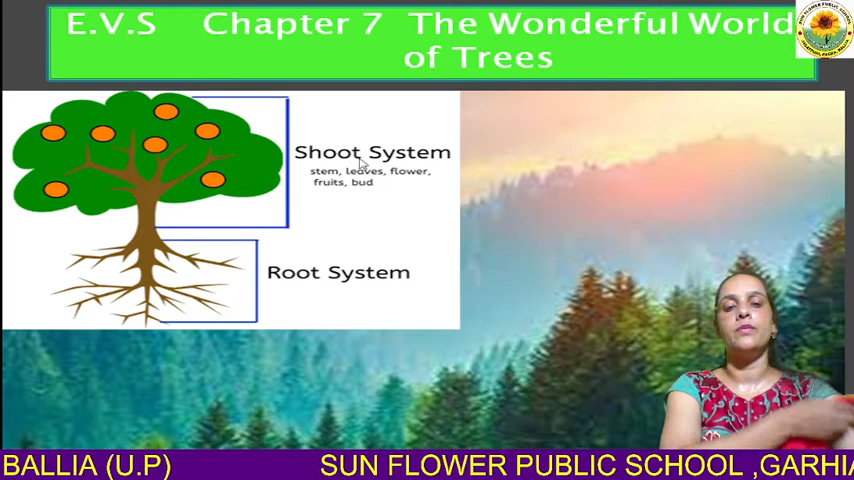 E.V.S Chapter 7 The Wonderful World
of Trees
Shoot System
stem, leaves, flower,
fruits, bud
Root System
BALLIA (U.P) SUN FLOWER PUBLIC SCHOOL ,GARHIA